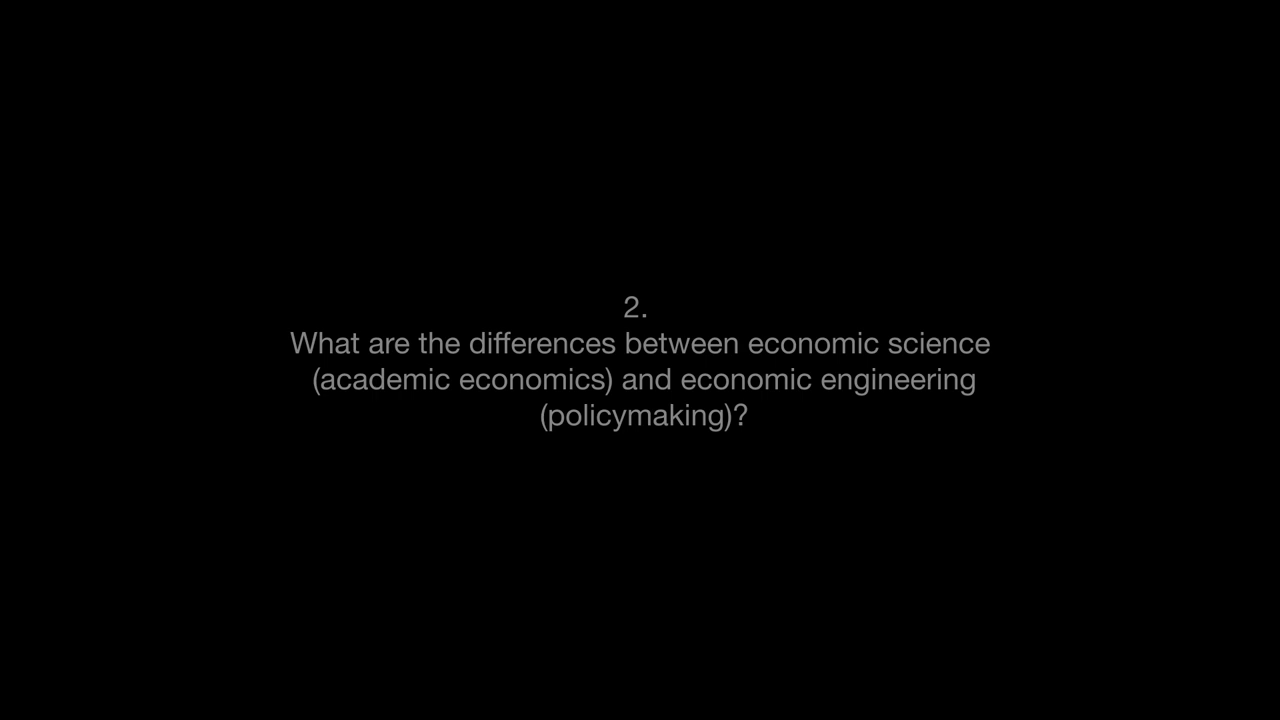 2.
What are the differences between economic science
(academic economics) and economic engineering
(policymaking)?